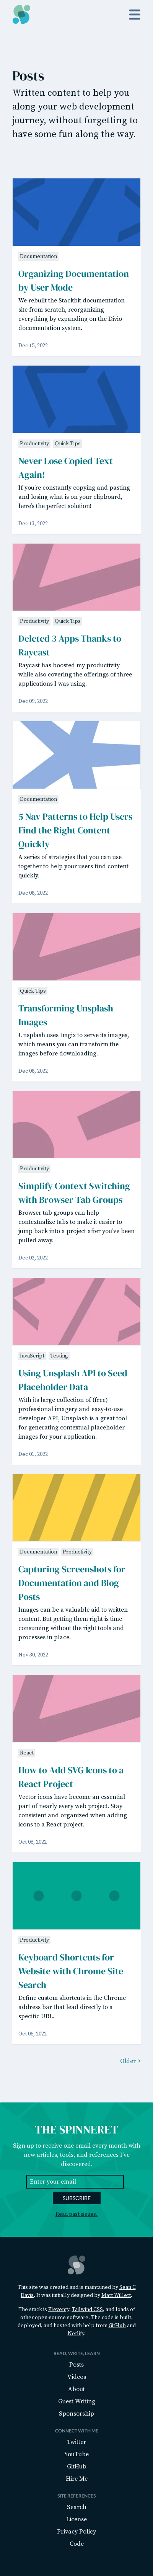 Posts
Written content to help you
along your web development
journey, without forgetting to
have some fun along the way.
Documentation
Organizing Documentation
by User Mode
We rebuilt the Stackbit documentation
site from scratch, reorganizing
everything by expanding on the Divio
documentation system.
Dec 15, 2022
Productivity Quick Tips
Never Lose Copied Text
Again!
If you're constantly copying and pasting
and losing what is on your clipboard,
here's the perfect solution!
Dec 13, 2022
Productivity Quick Tips
Deleted 3 Apps Thanks to
Raycast
Raycast has boosted my productivity
while also covering the offerings of three
applications I was using.
Dec 09, 2022
Documentation
5 Nav Patterns to Help Users
Find the Right Content
Quickly
A series of strategies that you can use
together to help your users find content
quickly.
Dec 08, 2022
Quick Tips
Transforming Unsplash
Images
Unsplash uses Imgix to serve its images,
which means you can transform the
images before downloading.
Dec 08, 2022
Productivity
Simplify Context Switching
with Browser Tab Groups
Browser tab groups can help
contextualize tabs to make it easier to
jump back into a project after you've been
pulled away.
Dec 02, 2022
JavaScript Testing
Using Unsplash API to Seed
Placeholder Data
With its large collection of (free)
professional imagery and easy-to-use
developer API, Unsplash is a great tool
for generating contextual placeholder
images for your application.
Dec 01, 2022
Documentation Productivity
Capturing Screenshots for
Documentation and Blog
Posts
Images can be a valuable aid to written
content. But getting them right is time-
consuming without the right tools and
processes in place.
Nov 30, 2022
React
How to Add SVG Icons to a
React Project
Vector icons have become an essential
part of nearly every web project. Stay
consistent and organized when adding
icons to a React project.
Oct 06, 2022
Productivity
Keyboard Shortcuts for
Website with Chrome Site
Search
Define custom shortcuts in the Chrome
address bar that lead directly to a
specific URL.
Oct 06, 2022
Older >
THE SPINNERET
Sign up to receive one email every month with
new articles, tools, and references I've
discovered.
Enter your email
SUBSCRIBE
Read past issues.
This site was created and is maintained by Sean C
Davis. It was initially designed by Matt Willett.
The stack is Eleventy, Tailwind CSS, and loads of
other open source software. The code is built,
deployed, and hosted with help from GitHub and
Netlify.
READ, WRITE, LEARN
Posts
Videos
About
Guest Writing
Sponsorship
CONNECT WITH ME
Twitter
YouTube
GitHub
Hire Me
SITE REFERENCES
Search
License
Privacy Policy
Code